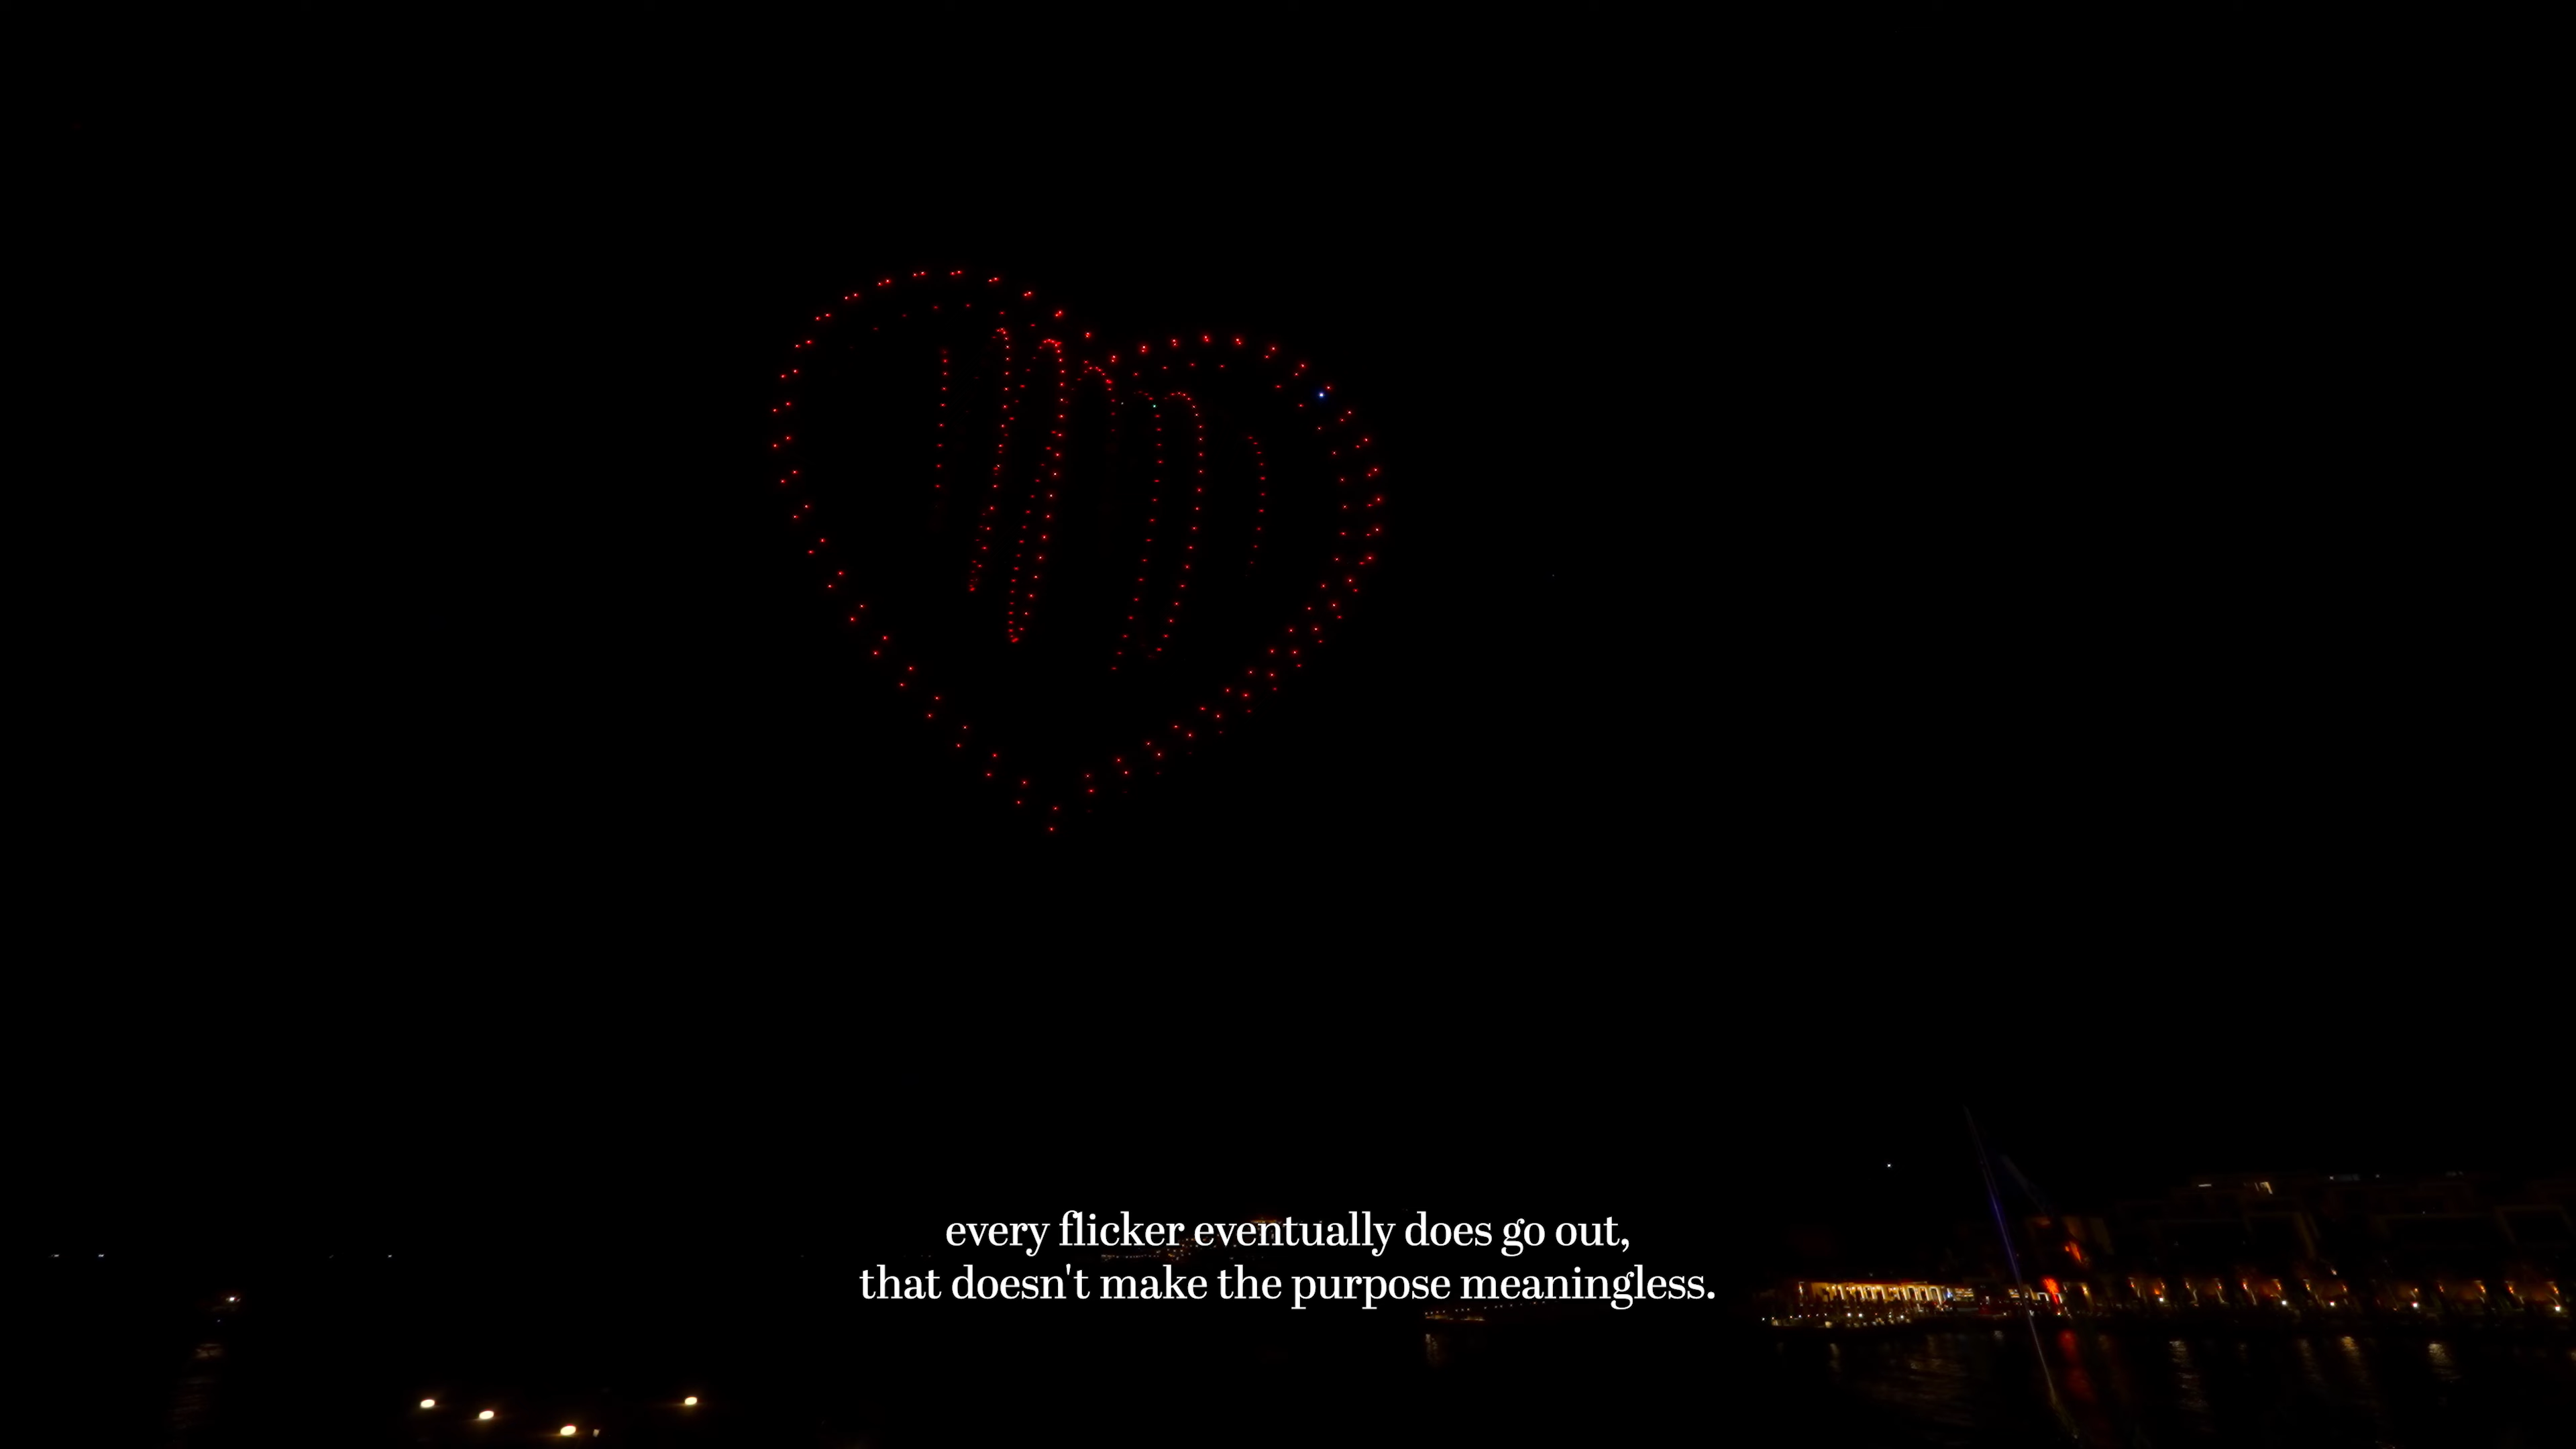 every flicker eventually does go out,
that doesn't make the purpose meaningless.